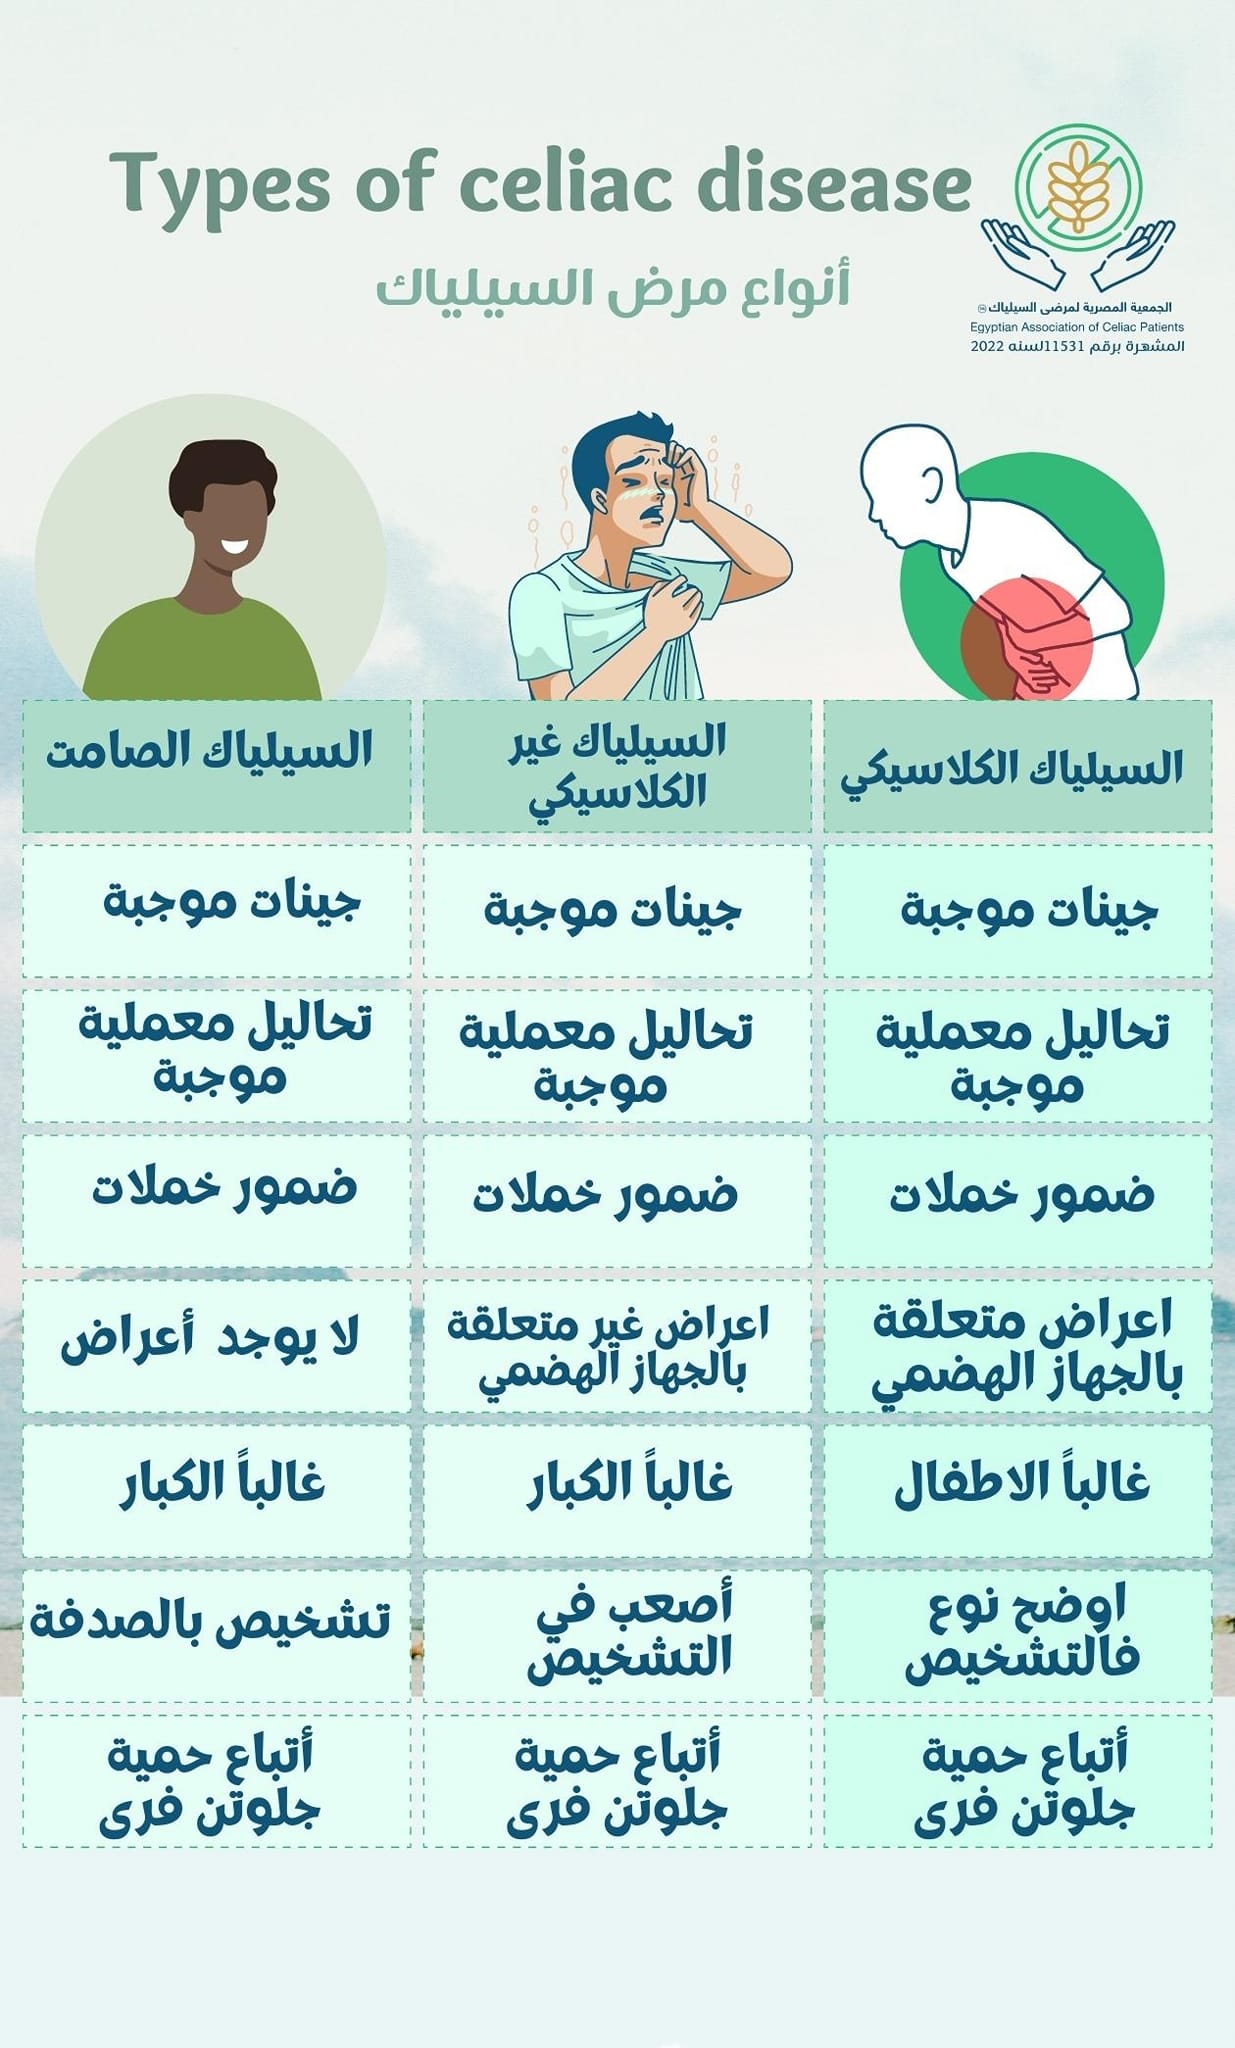 Types of celiac disease
أنواع مرض السيلياك
الجمعية المصرية لمرضى السيلياك
Egyptian Association of Celiac Patients
المشهرة برقم 11531لسنه 2022
السيلياك الكلاسيكي
السيلياك غير
الكلاسيكي
السيلياك الصامت
جينات موجبة
جينات موجبة
جينات موجبة
تحاليل معملية
موجبة
تحاليل معملية
موجبة
تحاليل معملية
موجبة
ضمور خملات
ضمور خملات
ضمور خملات
اعراض متعلقة
بالجهاز الهضمي
اعراض غير متعلقة
بالجهاز الهضمي
لا يوجد أعراض
غالباً الاطفال
غالباً الكبار
غالباً الكبار
اوضح نوع
فالتشخيص
أصعب في
التشخيص
تشخيص بالصدفة
أتباع حمية
جلوتن فرى
أتباع حمية
جلوتن فرى
أتباع حمية
جلوتن فرى